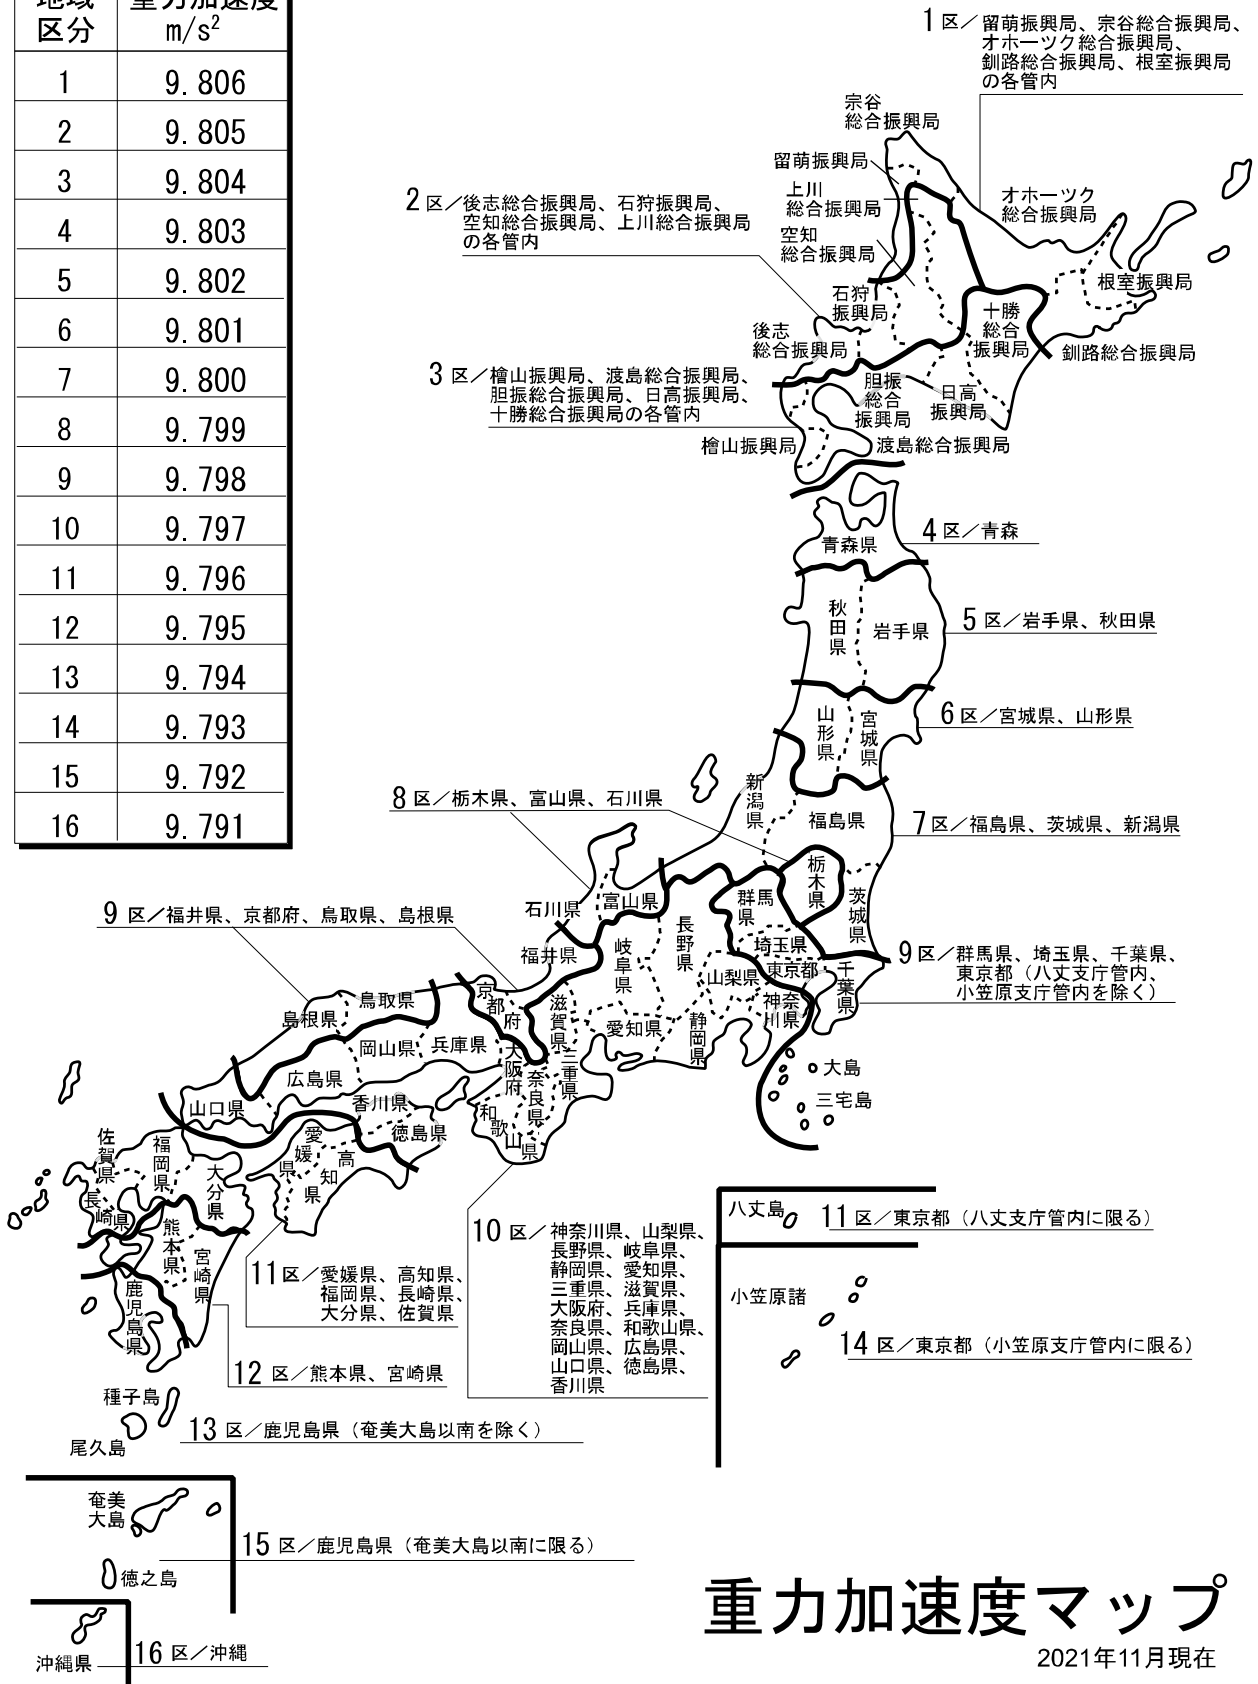 地域 重力加速度
区分 m/s²
1 9.806
2 9.805
3 9.804
4 9.803
5 9.802
6 9.801
7 9.800
8 9.799
9 9.798
10 9.797
11 9.796
12 9.795
13 9.794
14 9.793
15 9.792
16 9.791
1区／留萌振興局、宗谷総合振興局、
オホーツク総合振興局、
釧路総合振興局、根室振興局
の各管内
宗谷
総合振興局
留萌振興局
上川
総合振興局
オホーツク
総合振興局
2区／後志総合振興局、石狩振興局、
空知総合振興局、上川総合振興局
の各管内
空知
総合振興局
根室振興局
石狩
振興局
十勝
総合
振興局
後志
総合振興局
釧路総合振興局
3区／檜山振興局、渡島総合振興局、
胆振総合振興局、日高振興局、
十勝総合振興局の各管内
胆振
総合
振興局
日高
振興局
檜山振興局
渡島総合振興局
4区／青森
青森県
秋田県
岩手県
5区／岩手県、秋田県
山形県
宮城県
6区／宮城県、山形県
新潟県
8区／栃木県、富山県、石川県
福島県
7区／福島県、茨城県、新潟県
栃木県
茨城県
群馬県
富山県
石川県
9区／福井県、京都府、鳥取県、島根県
長野県
埼玉県
岐阜県
福井県
9区／群馬県、埼玉県、千葉県、
東京都（八丈支庁管内、
小笠原支庁管内を除く）
山梨県
東京都
千葉県
神奈川県
京都府
鳥取県
島根県
滋賀県
愛知県
静岡県
岡山県
兵庫県
大阪府
三重県
広島県
奈良県
大島
山口県
香川県
三宅島
和歌山県
徳島県
愛媛県
高知県
佐賀県
福岡県
大分県
長崎県
熊本県
宮崎県
八丈島
11区／東京都（八丈支庁管内に限る）
10区／神奈川県、山梨県、
長野県、岐阜県、
静岡県、愛知県、
三重県、滋賀県、
大阪府、兵庫県、
奈良県、和歌山県、
岡山県、広島県、
山口県、徳島県、
香川県
11区／愛媛県、高知県、
福岡県、長崎県、
大分県、佐賀県
鹿児島県
小笠原諸
14区／東京都（小笠原支庁管内に限る）
12区／熊本県、宮崎県
種子島
13区／鹿児島県（奄美大島以南を除く）
尾久島
奄美
大島
15区／鹿児島県（奄美大島以南に限る）
徳之島
16区／沖縄
沖縄県
重力加速度マップ
2021年11月現在